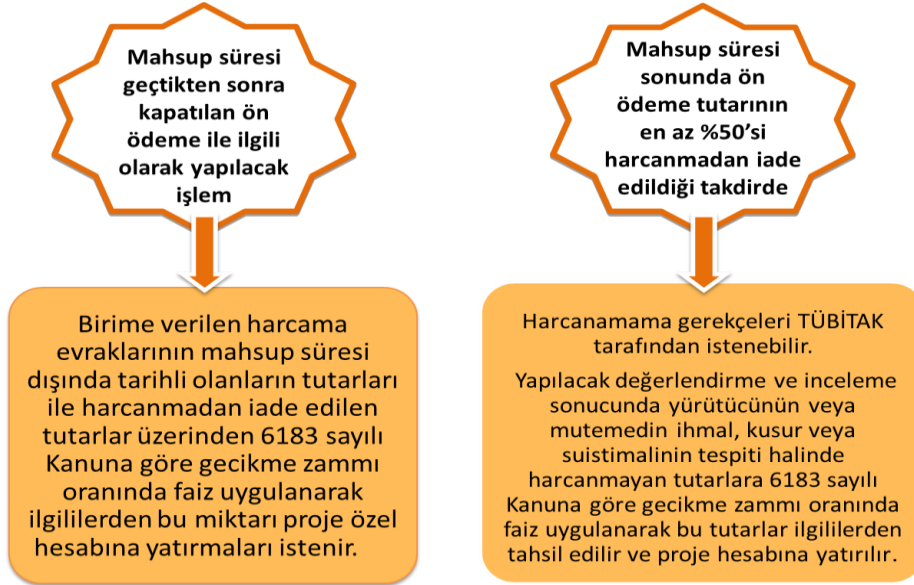 Mahsup süresi
geçtikten sonra
kapatılan ön
ödeme ile ilgili
olarak yapılacak
işlem
Birime verilen harcama
evraklarının mahsup süresi
dışında tarihli olanların tutarları
ile harcanmadan iade edilen
tutarlar üzerinden 6183 sayılı
Kanuna göre gecikme zammı
oranında faiz uygulanarak
ilgililerden bu miktarı proje özel
hesabına yatırmaları istenir.
Mahsup süresi
sonunda ön
ödeme tutarının
en az %50’si
harcanmadan iade
edildiği takdirde
Harcanamama gerekçeleri TÜBİTAK
tarafından istenebilir.
Yapılacak değerlendirme ve inceleme
sonucunda yürütücünün veya
mutemedin ihmal, kusur veya
suistimalinin tespiti halinde
harcanmayan tutarlara 6183 sayılı
Kanuna göre gecikme zammı oranında
faiz uygulanarak bu tutarlar ilgililerden
tahsil edilir ve proje hesabına yatırılır.